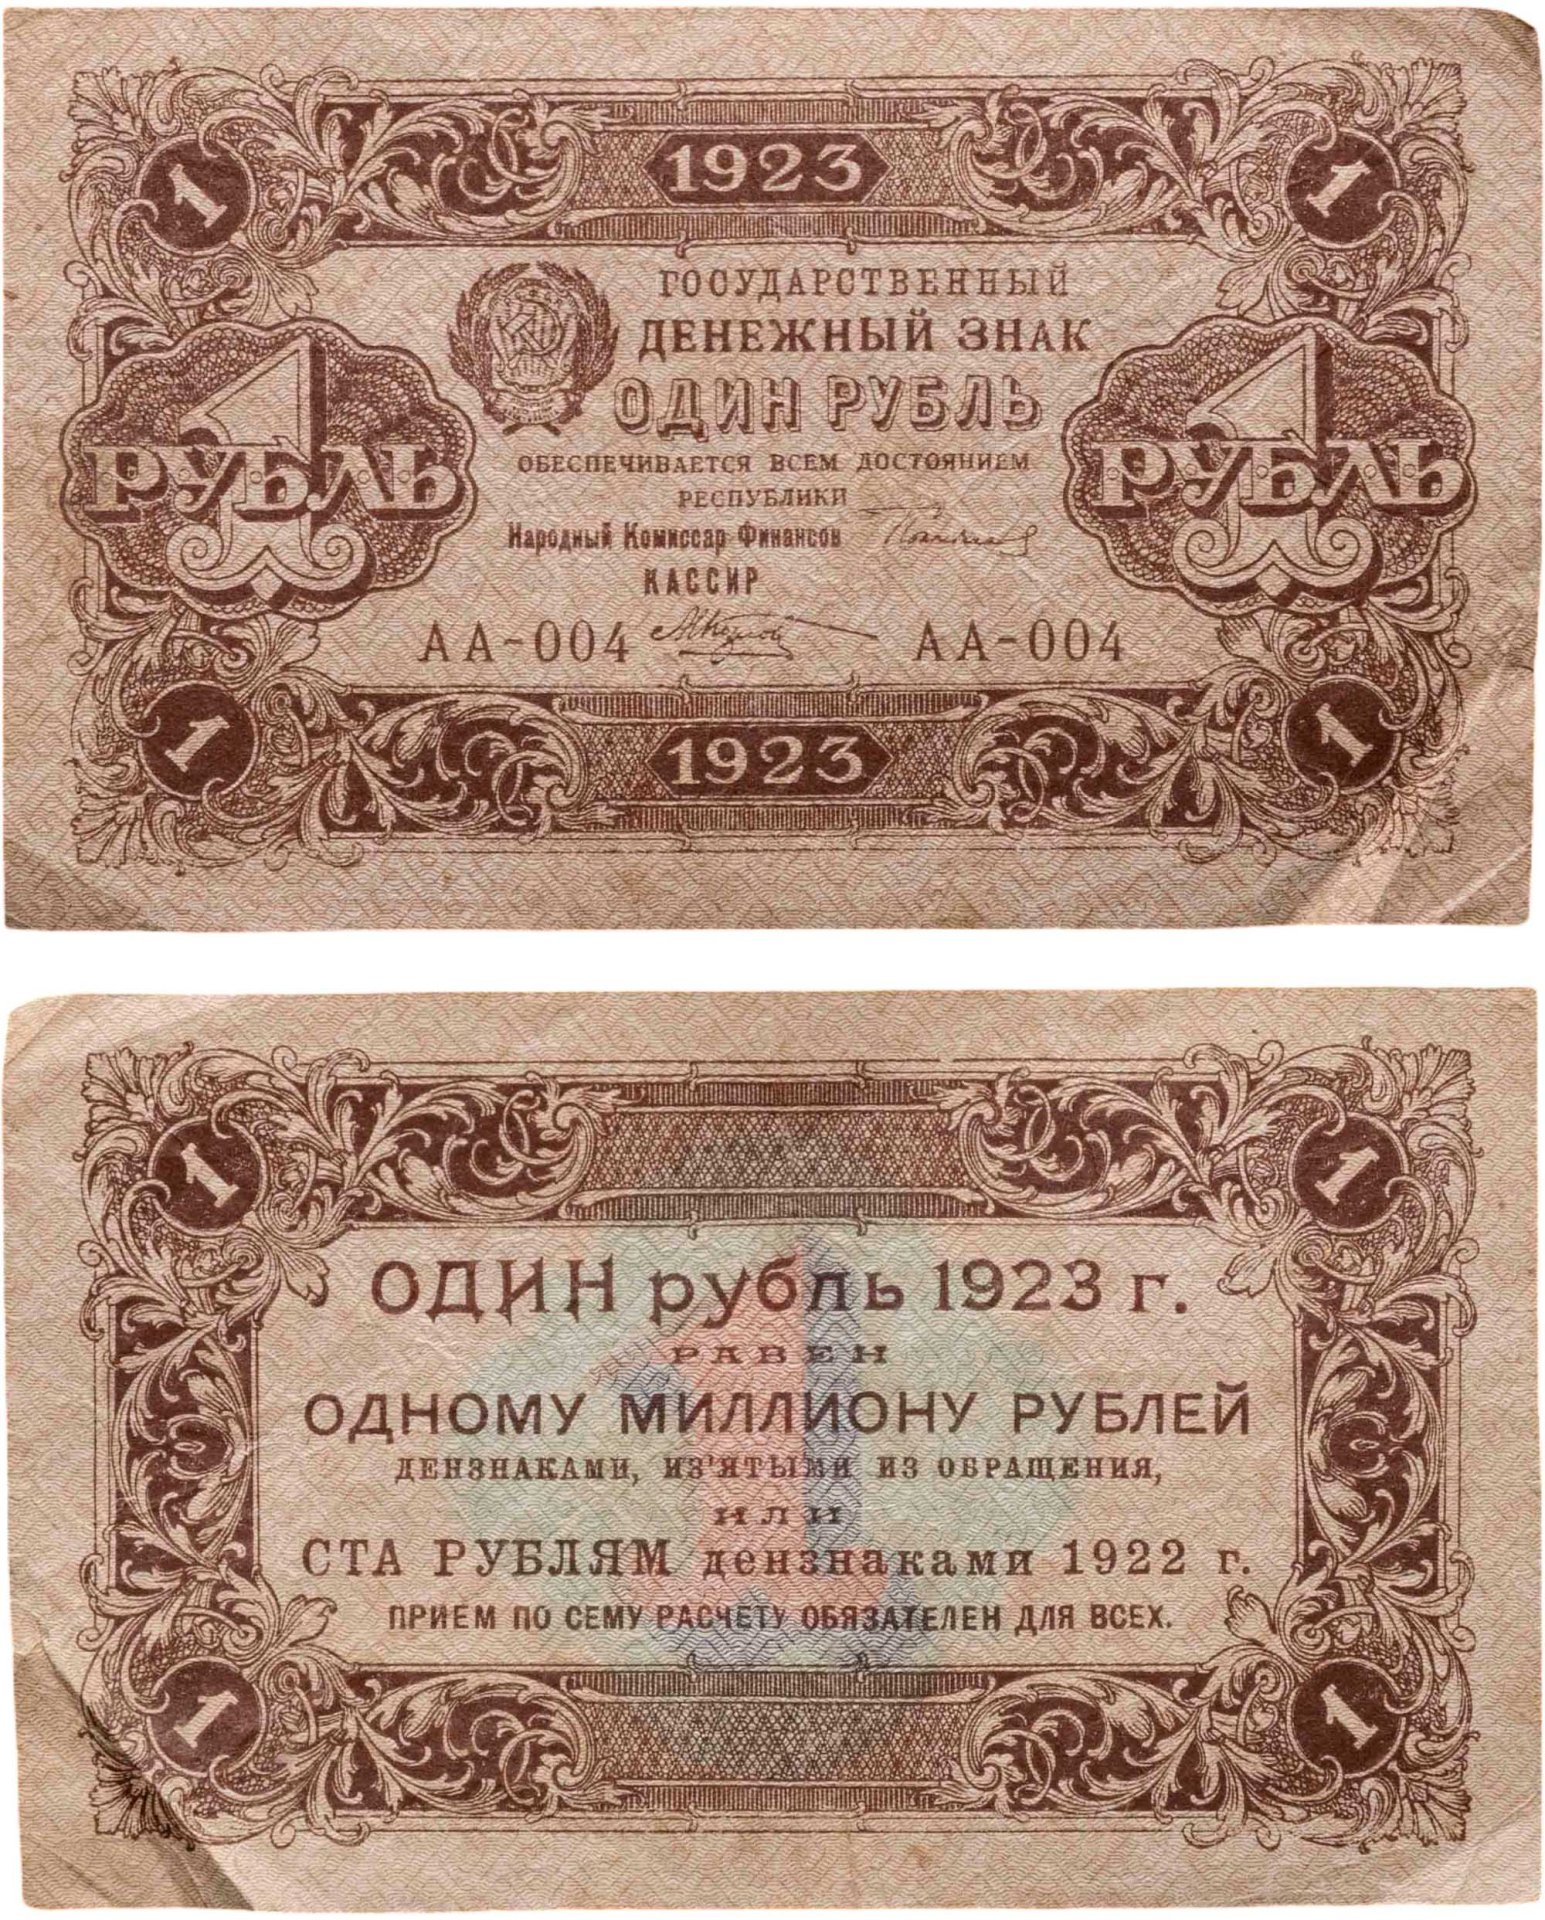 1923
1
1
ГОСУДАРСТВЕННЫЙ
ДЕНЕЖНЫЙ ЗНАК
ОДИН РУБЛЬ
1 РУБЛЬ
1 РУБЛЬ
ОБЕСПЕЧИВАЕТСЯ ВСЕМ ДОСТОЯНИЕМ
РЕСПУБЛИКИ
Народный Комиссар Финансов
КАССИР
АА-004
АА-004
1
1
1923
1
1
ОДИН рубль 1923 г.
РАВЕН
ОДНОМУ МИЛЛИОНУ РУБЛЕЙ
ДЕНЗНАКАМИ, ИЗ'ЯТЫМИ ИЗ ОБРАЩЕНИЯ,
ИЛИ
СТА РУБЛЯМ дензнаками 1922 г.
ПРИЕМ ПО СЕМУ РАСЧЕТУ ОБЯЗАТЕЛЕН ДЛЯ ВСЕХ.
1
1
1